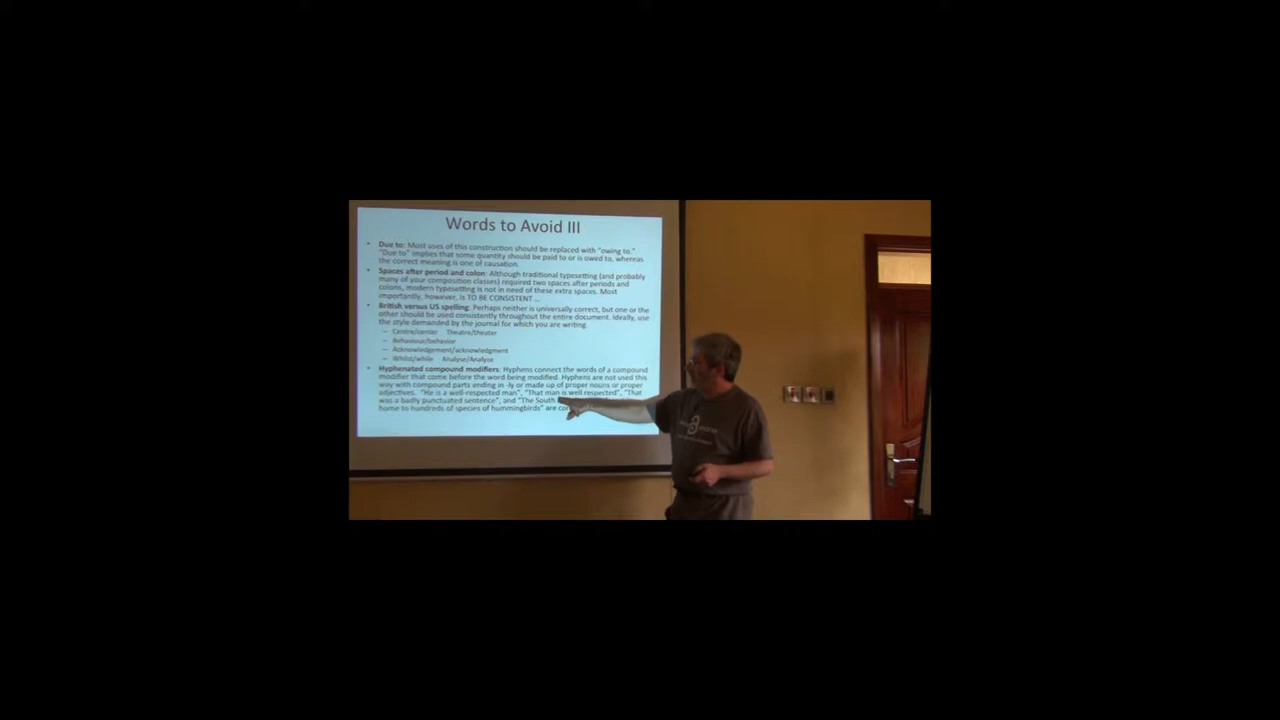 Words to Avoid III
• Due to: Most uses of this construction should be replaced with "owing to."
"Due to" implies that some quantity should be paid to or is owed to, whereas
the correct meaning is one of causation.
• Spaces after period and colon: Although traditional typesetting (and probably
many of your composition classes) required two spaces after periods and
colons, modern typesetting is not in need of these extra spaces. Most
importantly, however, is TO BE CONSISTENT ...
• British versus US spelling: Perhaps neither is universally correct, but one or the
other should be used consistently throughout the entire document. Ideally, use
the style demanded by the journal for which you are writing.
– Centre/center Theatre/theater
– Behaviour/behavior
– Acknowledgement/acknowledgment
– Whilst/while Analyse/Analyse
• Hyphenated compound modifiers: Hyphens connect the words of a compound
modifier that come before the word being modified. Hyphens are not used this
way with compound parts ending in -ly or made up of proper nouns or proper
adjectives. "He is a well-respected man", "That man is well respected", "That
was a badly punctuated sentence", and "The South
home to hundreds of species of hummingbirds" are